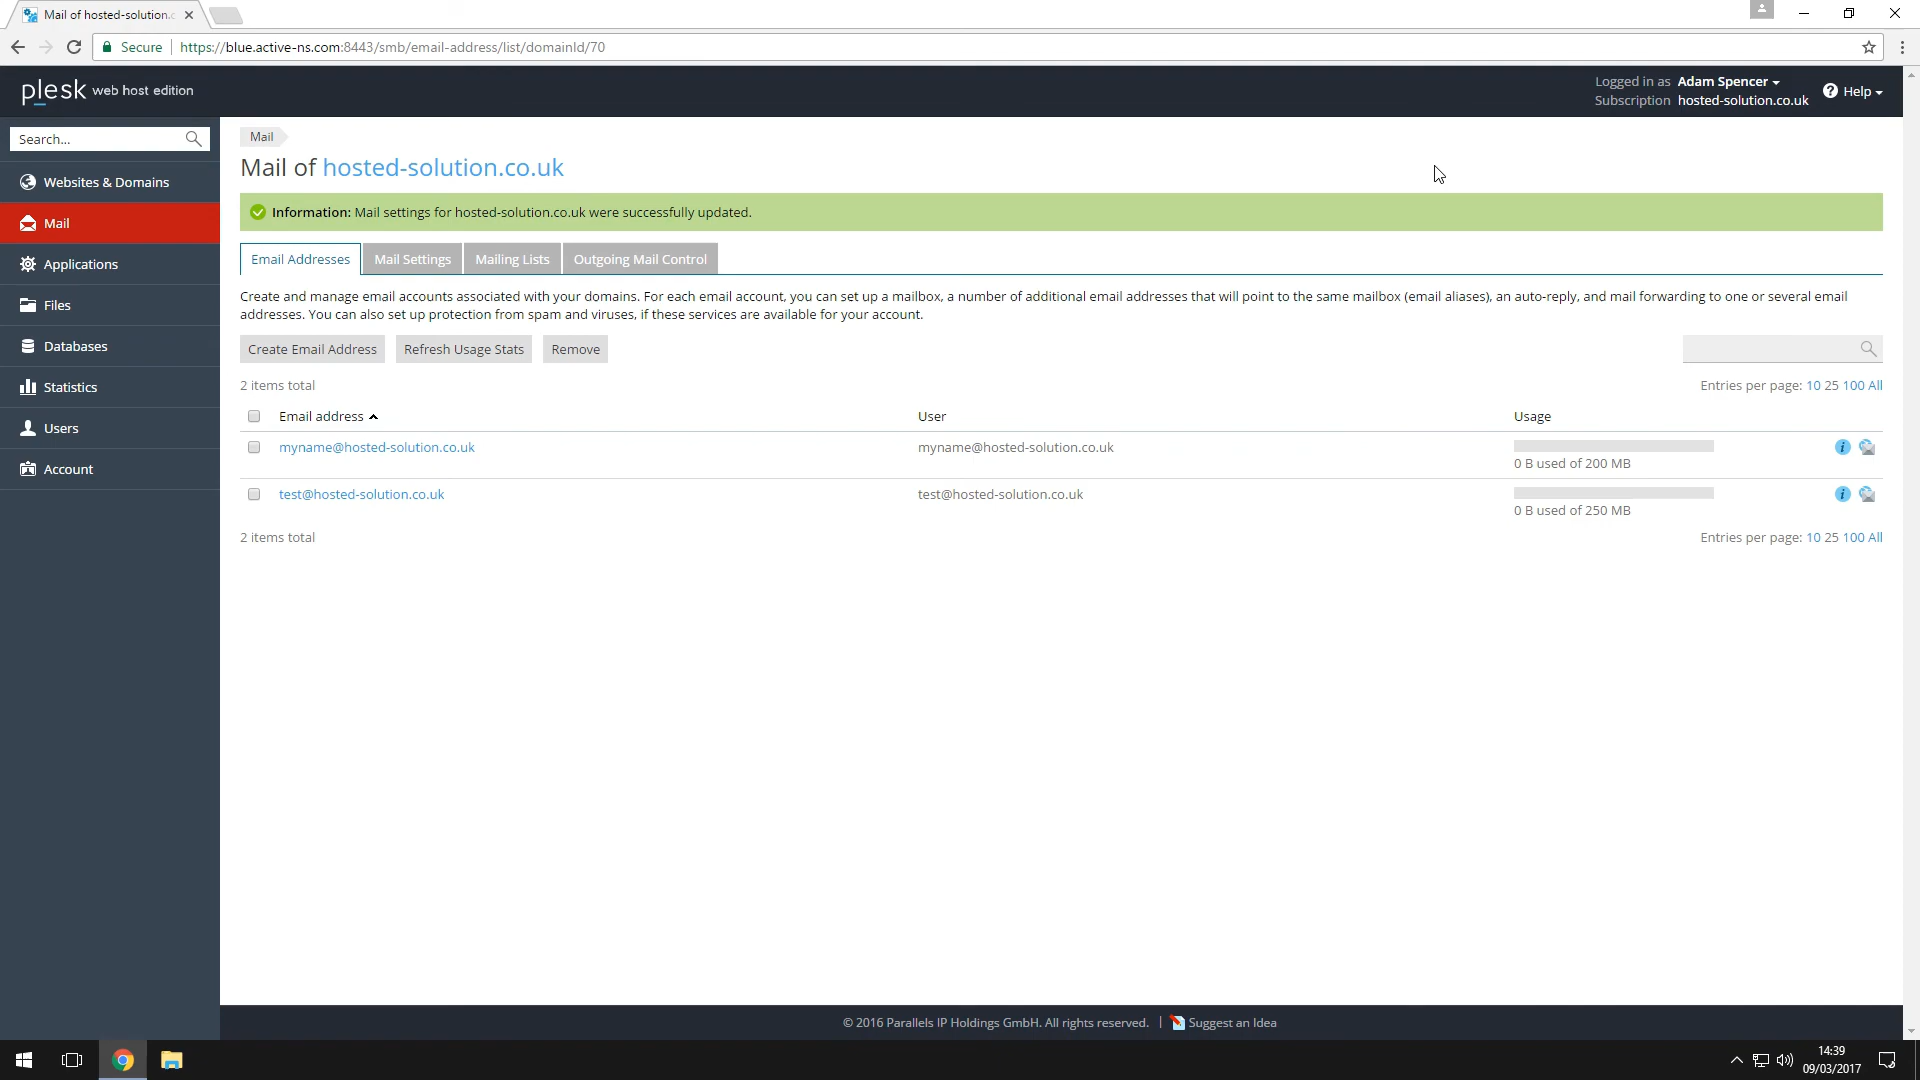 Mail of hosted-solution.c
Secure
https://blue.active-ns.com:8443/smb/email-address/list/domainId/70
plesk web host edition
Logged in as Adam Spencer
Subscription hosted-solution.co.uk
Help
Search...
Websites & Domains
Mail
Applications
Files
Databases
Statistics
Users
Account
Mail
Mail of hosted-solution.co.uk
Information: Mail settings for hosted-solution.co.uk were successfully updated.
Email Addresses Mail Settings Mailing Lists Outgoing Mail Control
Create and manage email accounts associated with your domains. For each email account, you can set up a mailbox, a number of additional email addresses that will point to the same mailbox (email aliases), an auto-reply, and mail forwarding to one or several email
addresses. You can also set up protection from spam and viruses, if these services are available for your account.
Create Email Address Refresh Usage Stats Remove
2 items total Entries per page: 10 25 100 All
Email address User Usage
myname@hosted-solution.co.uk myname@hosted-solution.co.uk
0 B used of 200 MB
test@hosted-solution.co.uk test@hosted-solution.co.uk
0 B used of 250 MB
2 items total Entries per page: 10 25 100 All
© 2016 Parallels IP Holdings GmbH. All rights reserved. | Suggest an Idea
14:39
09/03/2017